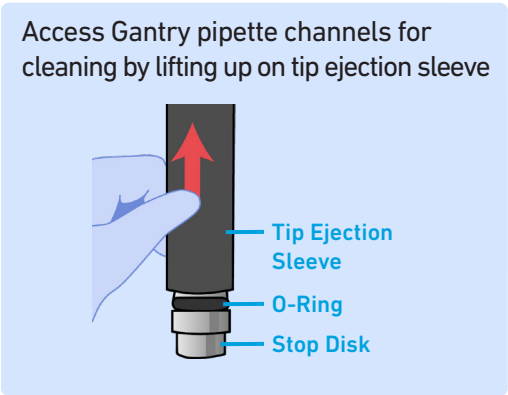 Access Gantry pipette channels for
cleaning by lifting up on tip ejection sleeve
Tip Ejection
Sleeve
O-Ring
Stop Disk